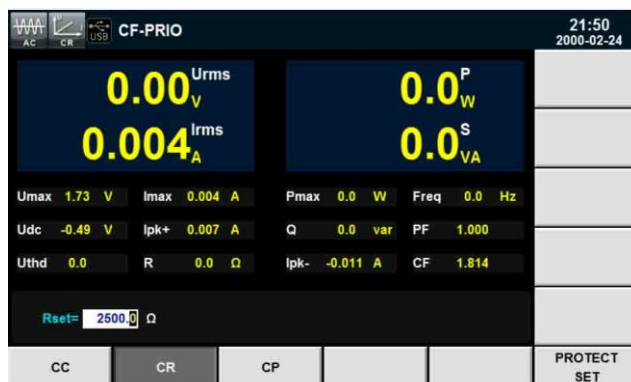 AC
U
I
CR
USB
CF-PRIO
21:50
2000-02-24
0.00 Urms V
0.0 P W
0.004 Irms A
0.0 S VA
Umax 1.73 V Imax 0.004 A Pmax 0.0 W Freq 0.0 Hz
Udc -0.49 V Ipk+ 0.007 A Q 0.0 var PF 1.000
Uthd 0.0 R 0.0 Ω Ipk- -0.011 A CF 1.814
Rset= 2500.0 Ω
CC CR CP PROTECT
SET